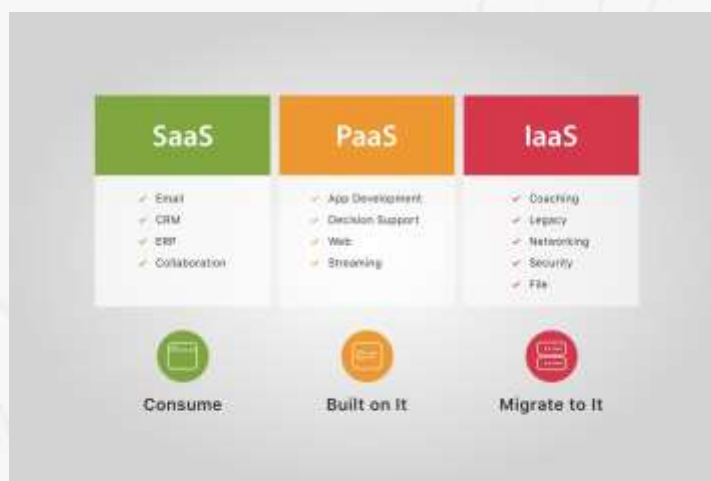 SaaS
Email
CRM
ERP
Collaboration
Consume
PaaS
App Development
Decision Support
Web
Streaming
Built on It
IaaS
Coaching
Legacy
Networking
Security
File
Migrate to It